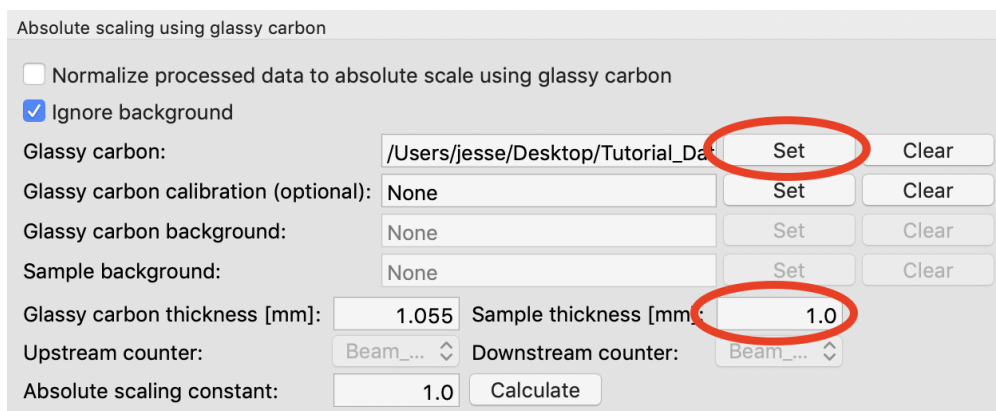 Absolute scaling using glassy carbon
Normalize processed data to absolute scale using glassy carbon
Ignore background
Glassy carbon: /Users/jesse/Desktop/Tutorial_Da Set Clear
Glassy carbon calibration (optional): None Set Clear
Glassy carbon background: None Set Clear
Sample background: None Set Clear
Glassy carbon thickness [mm]: 1.055 Sample thickness [mm]: 1.0
Upstream counter: Beam_... Downstream counter: Beam_...
Absolute scaling constant: 1.0 Calculate